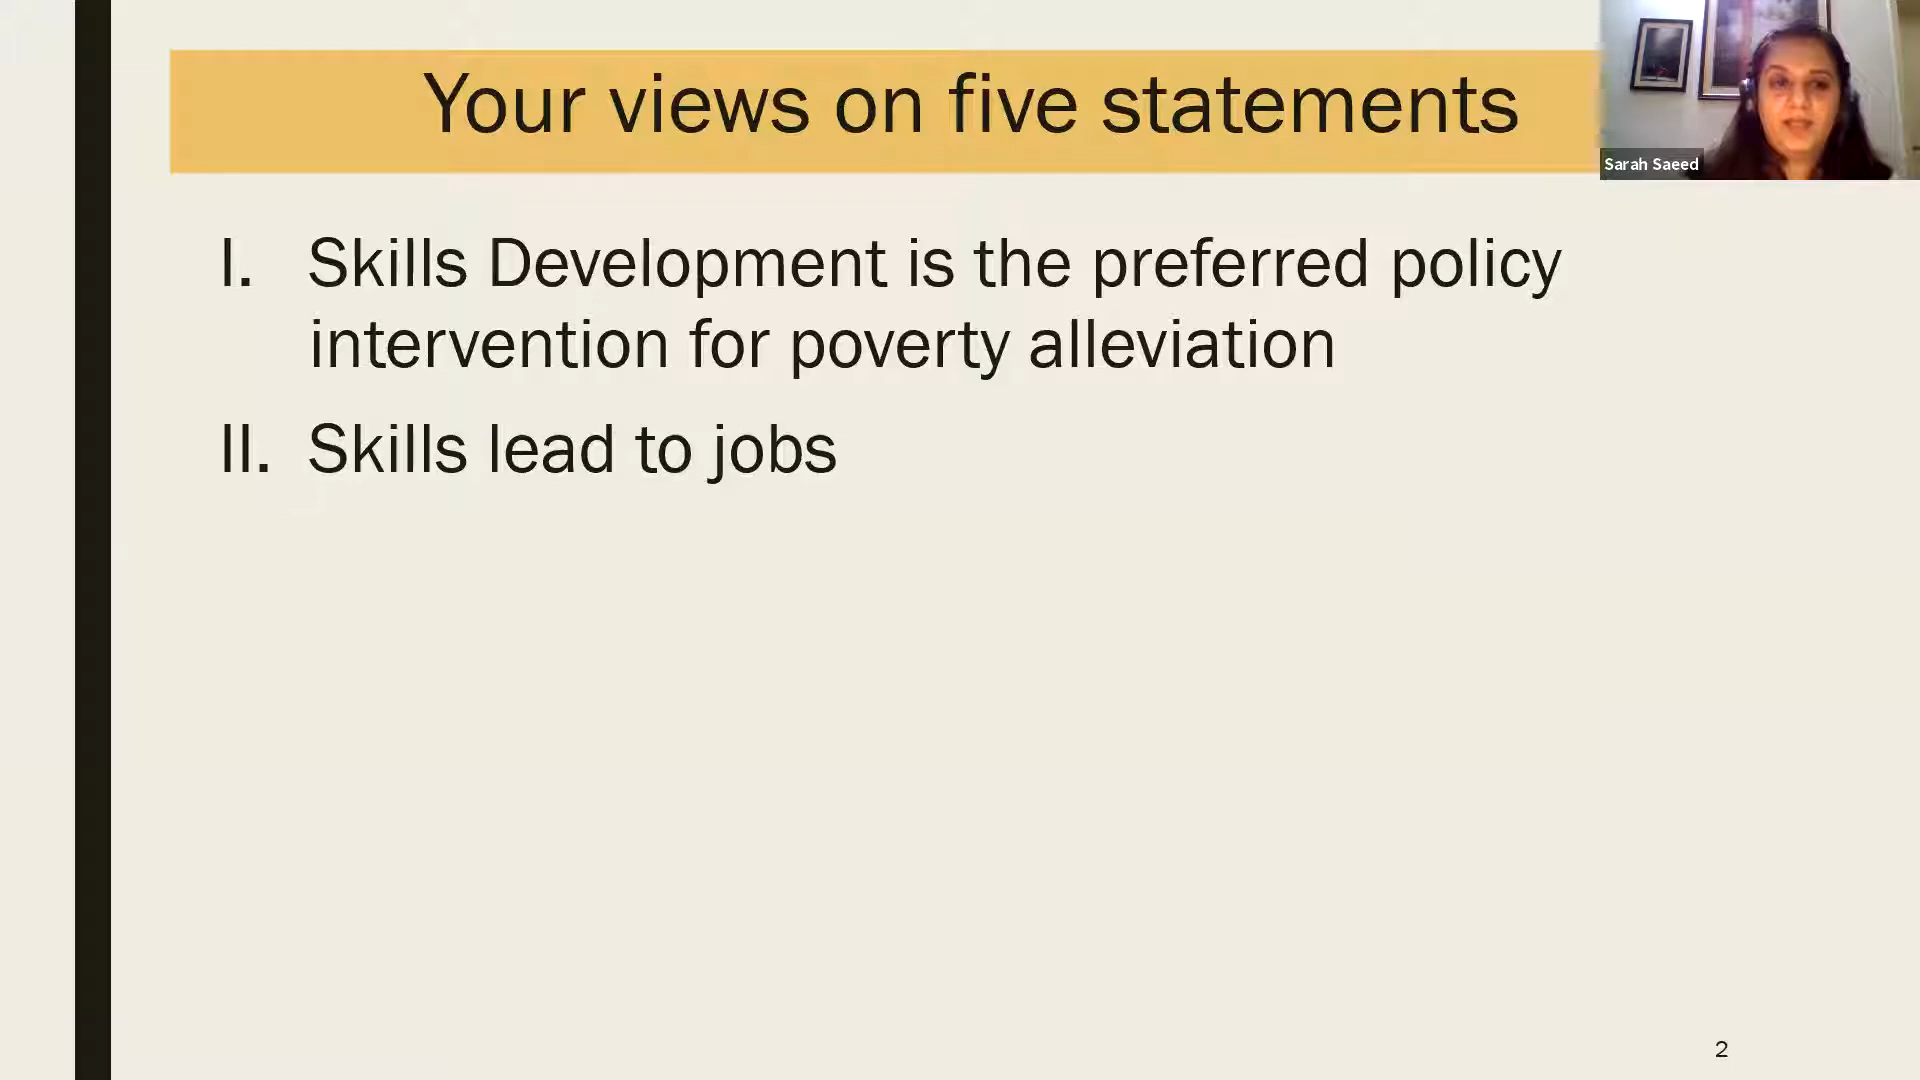 Your views on five statements
Sarah Saeed
I. Skills Development is the preferred policy
intervention for poverty alleviation
II. Skills lead to jobs
2